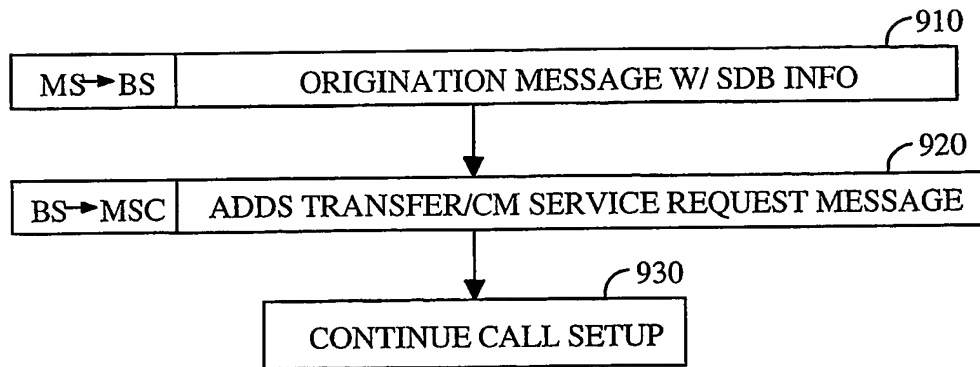 910
MS→BS ORIGINATION MESSAGE W/ SDB INFO
920
BS→MSC ADDS TRANSFER/CM SERVICE REQUEST MESSAGE
930
CONTINUE CALL SETUP